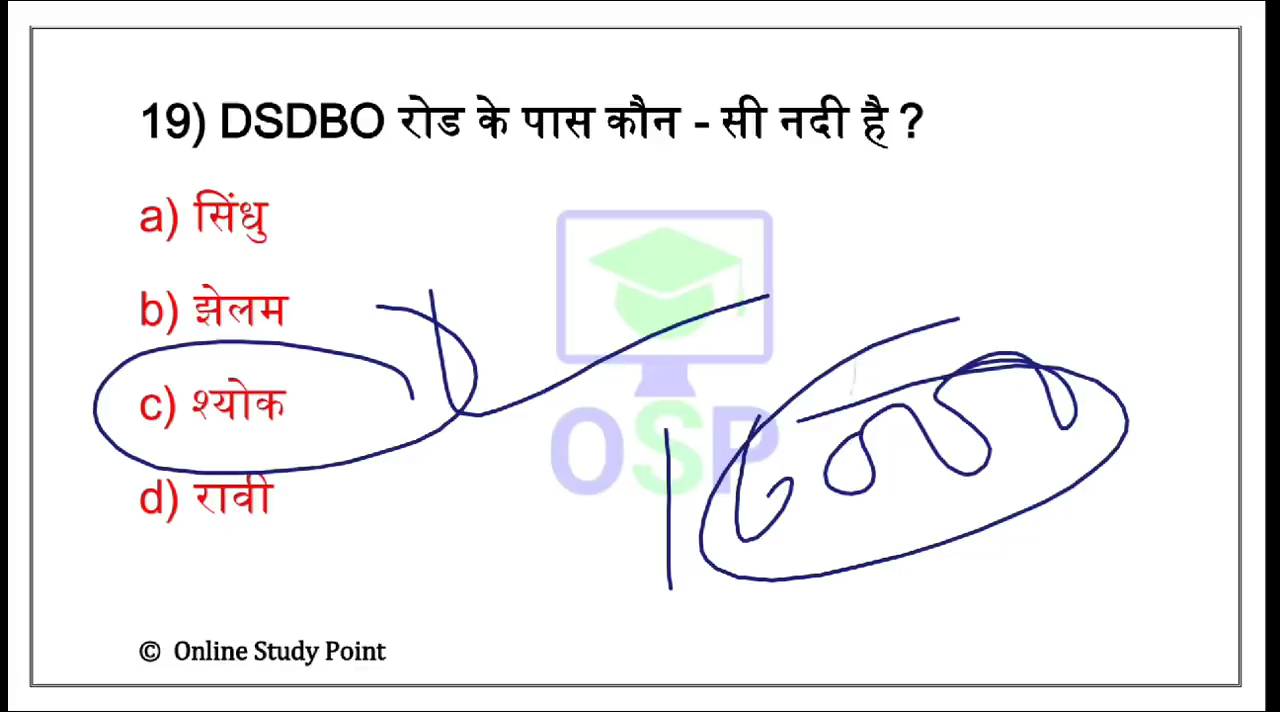 19) DSDBO रोड के पास कौन - सी नदी है ?
a) सिंधु
b) झेलम
c) श्योक
d) रावी
OSP
© Online Study Point